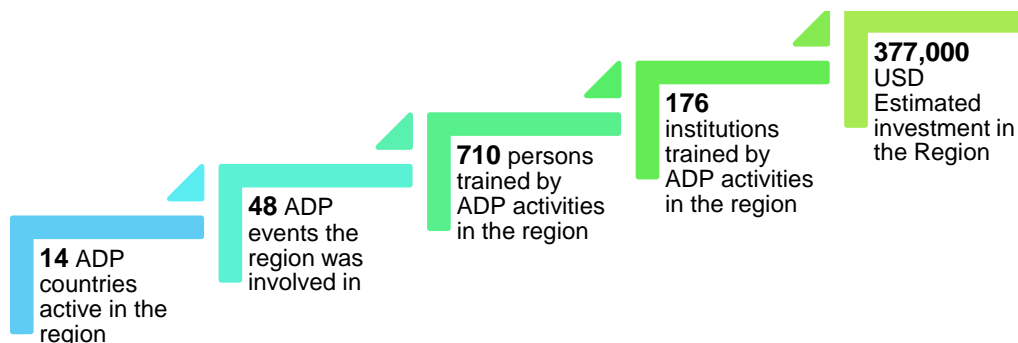 14 ADP
countries
active in the
region
48 ADP
events the
region was
involved in
710 persons
trained by
ADP activities
in the region
176
institutions
trained by
ADP activities
in the region
377,000
USD
Estimated
investment in
the Region